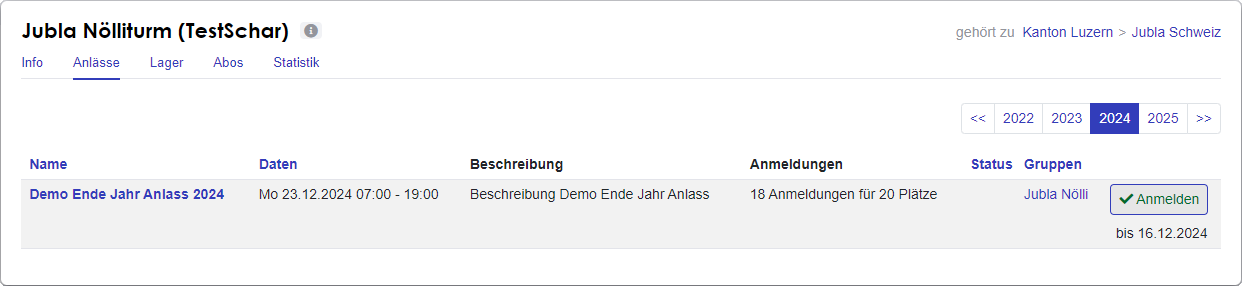 Jubla Nölliturm (TestSchar)
gehört zu Kanton Luzern > Jubla Schweiz
Info Anlässe Lager Abos Statistik
<< 2022 2023 2024 2025 >>
Name Daten Beschreibung Anmeldungen Status Gruppen
Demo Ende Jahr Anlass 2024 Mo 23.12.2024 07:00 - 19:00 Beschreibung Demo Ende Jahr Anlass 18 Anmeldungen für 20 Plätze Jubla Nölli Anmelden
bis 16.12.2024